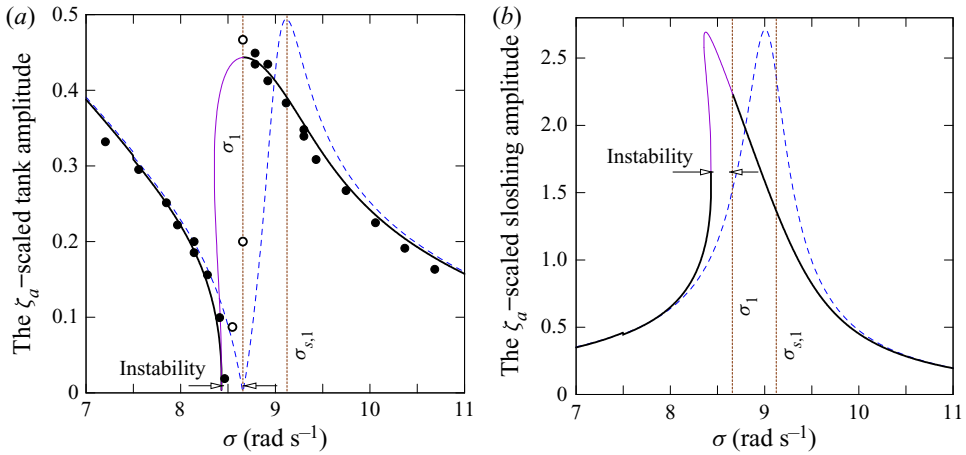 (a)
The ζa–scaled tank amplitude
0.5
0.4
0.3
0.2
0.1
0
7
8
9
10
11
σ (rad s–1)
σ1
σs,1
Instability
(b)
The ζa–scaled sloshing amplitude
2.5
2.0
1.5
1.0
0.5
0
7
8
9
10
11
σ (rad s–1)
Instability
σ1
σs,1